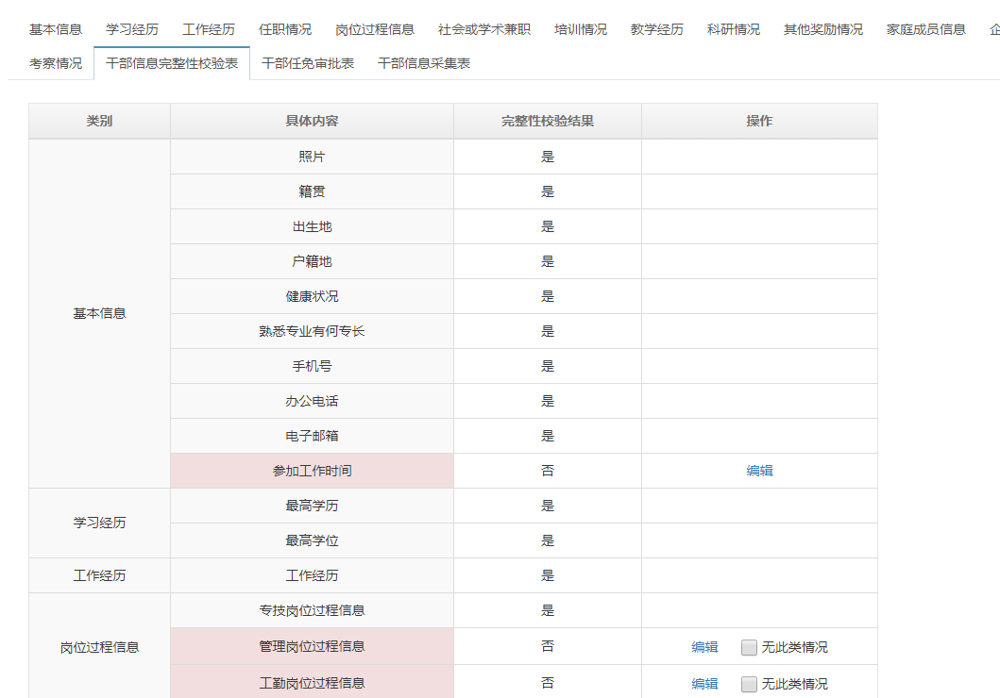 基本信息 学习经历 工作经历 任职情况 岗位过程信息 社会或学术兼职 培训情况 教学经历 科研情况 其他奖励情况 家庭成员信息
考察情况 干部信息完整性校验表 干部任免审批表 干部信息采集表
类别 具体内容 完整性校验结果 操作
照片 是
籍贯 是
出生地 是
户籍地 是
健康状况 是
基本信息
熟悉专业有何专长 是
手机号 是
办公电话 是
电子邮箱 是
参加工作时间 否 编辑
最高学历 是
学习经历
最高学位 是
工作经历 工作经历 是
专技岗位过程信息 是
岗位过程信息 管理岗位过程信息 否 编辑 无此类情况
工勤岗位过程信息 否 编辑 无此类情况